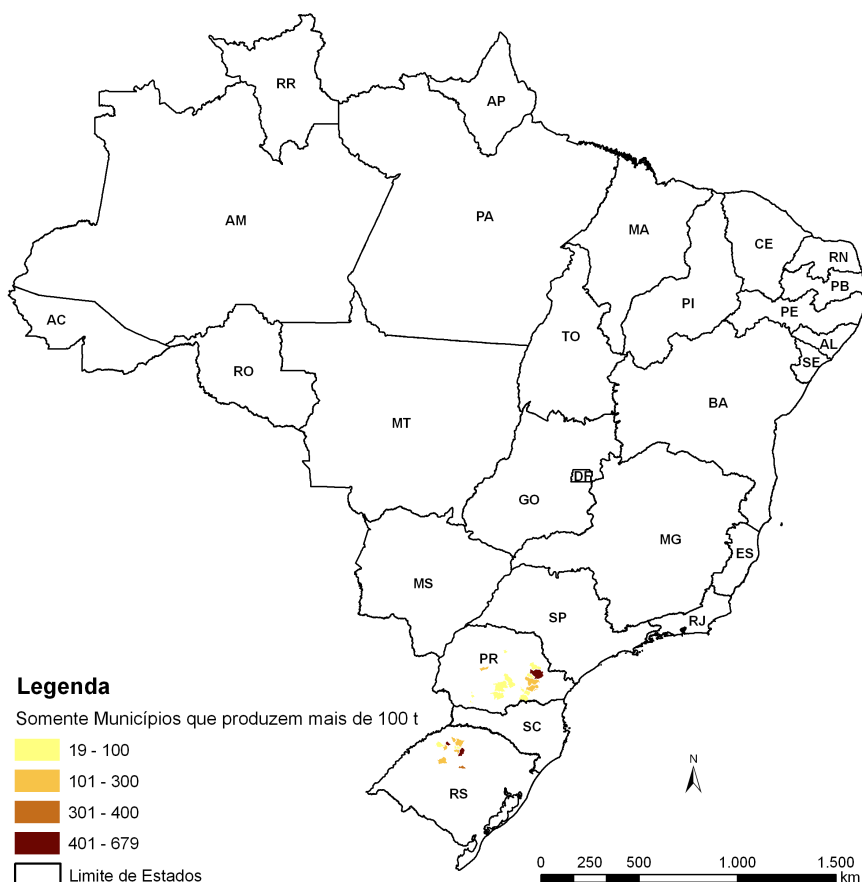 RR
AP
AM
PA
MA
CE
RN
PB
PE
PI
AC
TO
AL
SE
RO
BA
MT
DF
GO
MG
ES
MS
SP
RJ
PR
SC
RS
Legenda
Somente Municípios que produzem mais de 100 t
19 - 100
101 - 300
301 - 400
401 - 679
Limite de Estados
N
0 250 500 1.000 1.500
km